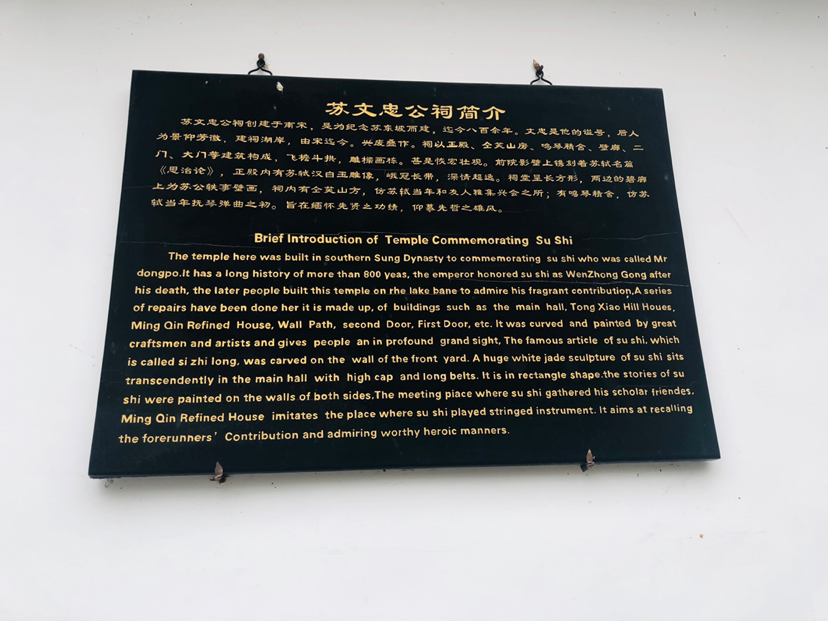 苏文忠公祠简介
苏文忠公祠创建于南宋，是为纪念苏东坡而建，迄今八百余年。文忠是他的谥号，后人
为景仰芳澂，建祠湖岸，由宋迄今。兴废叠作。祠以正殿、仝笑山房、鸣琴精舍、壁廊、二
门、大门等建筑构成，飞檐斗拱，雕樑画栋。甚是恢宏壮观。前院影壁上镌刻着苏轼名篇
《思治论》，正殿内有苏轼汉白玉雕像，峨冠长带，深情超逸。祠堂呈长方形，两边的碧廊
上为苏公轶事壁画，祠内有仝笑山方，仿苏轼当年和友人雅集兴会之所；有鸣琴精舍，仿苏
轼当年抚琴弹曲之初。旨在缅怀先贤之功绩，仰慕先哲之雄风。
Brief Introduction of Temple Commemorating Su Shi
The temple here was built in southern Sung Dynasty to commemorating su shi who was called Mr
dongpo.It has a long history of more than 800 yeas, the emperor honored su shi as WenZhong Gong after
his death, the later people built this temple on rhe lake bane to admire his fragrant contribution,A series
of repairs have been done her it is made up, of buildings such as the main hall, Tong Xiao Hill Houes,
Ming Qin Refined House, Wall Path, second Door, First Door, etc. It was curved and painted by great
craftsmen and artists and gives people an in profound grand sight, The famous article of su shi, which
is called si zhi long, was carved on the wall of the front yard. A huge white jade sculpture of su shi sits
transcendently in the main hall with high cap and long belts. It is in rectangle shape.the stories of su
shi were painted on the walls of both sides.The meeting place where su shi gathered his scholar friendes,
Ming Qin Refined House imitates the place where su shi played stringed instrument. It aims at recalling
the forerunners' Contribution and admiring worthy heroic manners.